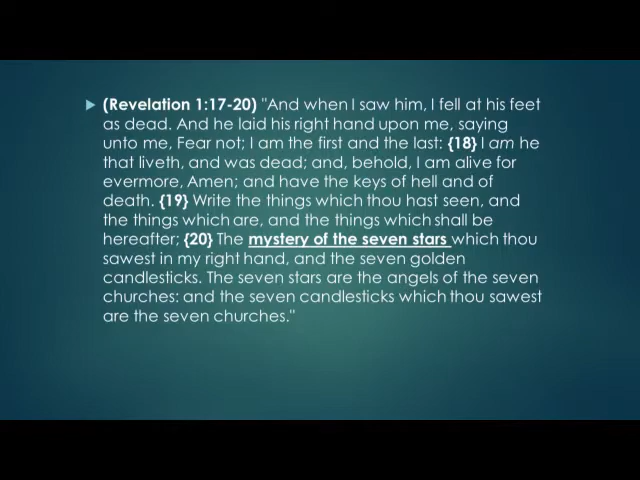 (Revelation 1:17-20) "And when I saw him, I fell at his feet
as dead. And he laid his right hand upon me, saying
unto me, Fear not; I am the first and the last: {18} I am he
that liveth, and was dead; and, behold, I am alive for
evermore, Amen; and have the keys of hell and of
death. {19} Write the things which thou hast seen, and
the things which are, and the things which shall be
hereafter; {20} The mystery of the seven stars which thou
sawest in my right hand, and the seven golden
candlesticks. The seven stars are the angels of the seven
churches: and the seven candlesticks which thou sawest
are the seven churches."